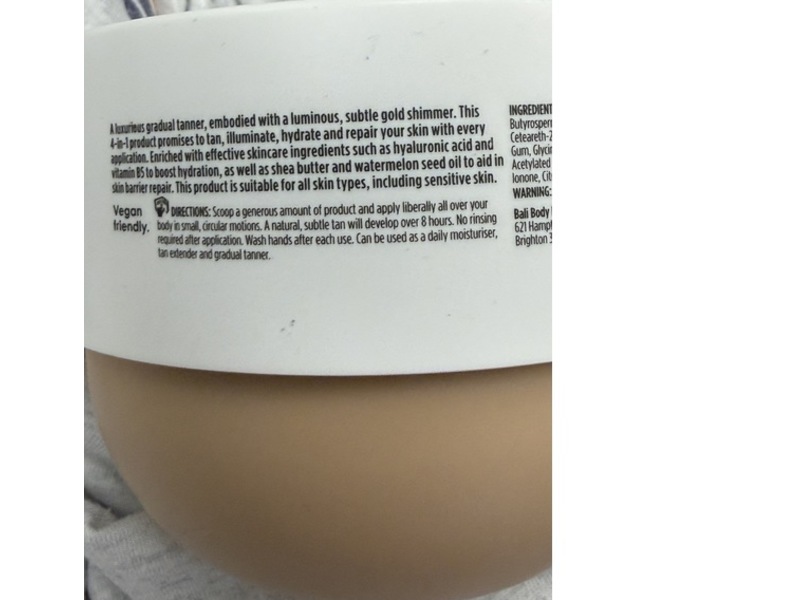 A luxurious gradual tanner, embodied with a luminous, subtle gold shimmer. This
4-in-1 product promises to tan, illuminate, hydrate and repair your skin with every
application. Enriched with effective skincare ingredients such as hyaluronic acid and
vitamin B5 to boost hydration, as well as shea butter and watermelon seed oil to aid in
skin barrier repair. This product is suitable for all skin types, including sensitive skin.
Vegan
friendly.
DIRECTIONS: Scoop a generous amount of product and apply liberally all over your
body in small, circular motions. A natural, subtle tan will develop over 8 hours. No rinsing
required after application. Wash hands after each use. Can be used as a daily moisturiser,
tan extender and gradual tanner.
INGREDIENT
Butyrosper
Ceteareth-2
Gum, Glyci
Acetylated
Ionone, Cit
WARNING:
Bali Body
621 Hampt
Brighton 3